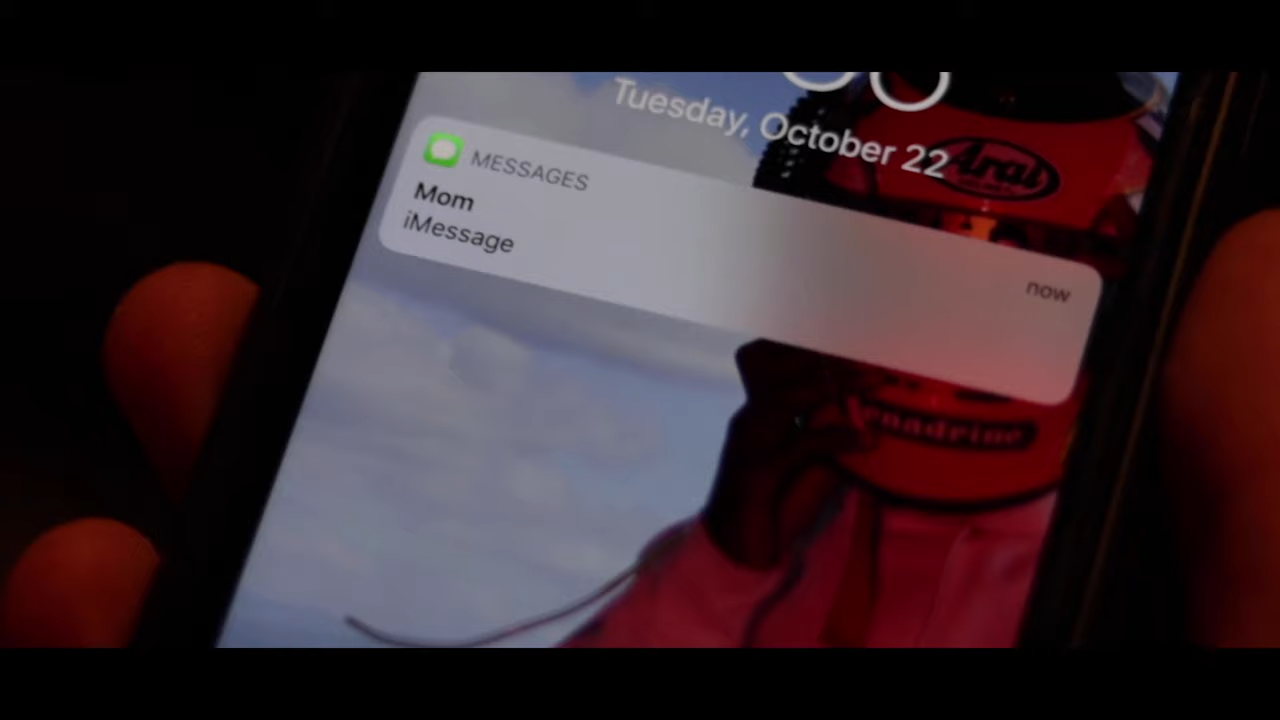 Tuesday, October 22
Arai
MESSAGES
Mom
iMessage
now